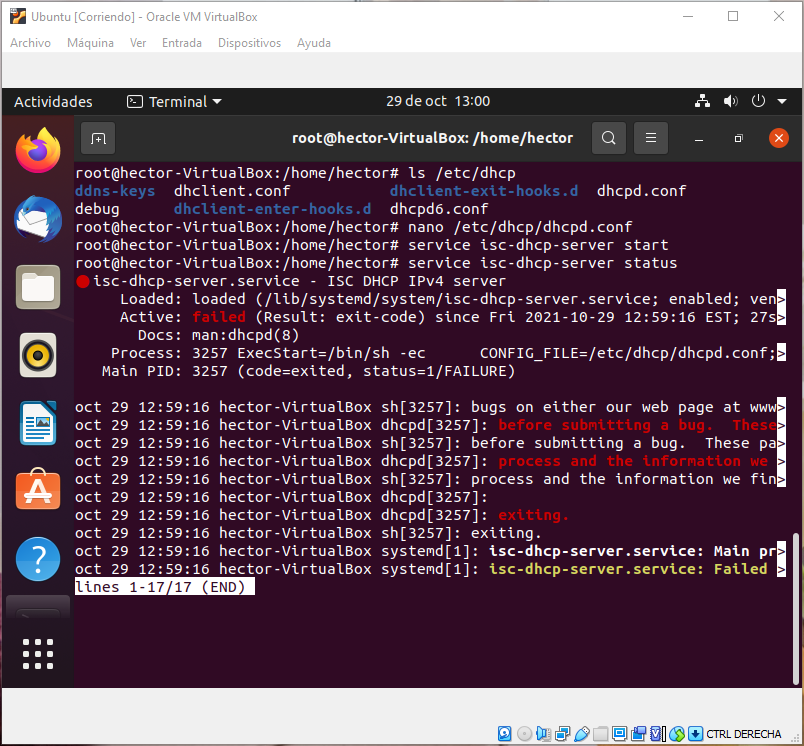 Ubuntu [Corriendo] - Oracle VM VirtualBox
Archivo Máquina Ver Entrada Dispositivos Ayuda
Actividades Terminal 29 de oct 13:00
root@hector-VirtualBox: /home/hector
root@hector-VirtualBox:/home/hector# ls /etc/dhcp
ddns-keys dhclient.conf dhclient-exit-hooks.d dhcpd.conf
debug dhclient-enter-hooks.d dhcpd6.conf
root@hector-VirtualBox:/home/hector# nano /etc/dhcp/dhcpd.conf
root@hector-VirtualBox:/home/hector# service isc-dhcp-server start
root@hector-VirtualBox:/home/hector# service isc-dhcp-server status
isc-dhcp-server.service - ISC DHCP IPv4 server
Loaded: loaded (/lib/systemd/system/isc-dhcp-server.service; enabled; ven>
Active: failed (Result: exit-code) since Fri 2021-10-29 12:59:16 EST; 27s>
Docs: man:dhcpd(8)
Process: 3257 ExecStart=/bin/sh -ec CONFIG_FILE=/etc/dhcp/dhcpd.conf;>
Main PID: 3257 (code=exited, status=1/FAILURE)
oct 29 12:59:16 hector-VirtualBox sh[3257]: bugs on either our web page at www>
oct 29 12:59:16 hector-VirtualBox dhcpd[3257]: before submitting a bug.  These>
oct 29 12:59:16 hector-VirtualBox sh[3257]: before submitting a bug.  These pa>
oct 29 12:59:16 hector-VirtualBox dhcpd[3257]: process and the information we >
oct 29 12:59:16 hector-VirtualBox sh[3257]: process and the information we fin>
oct 29 12:59:16 hector-VirtualBox dhcpd[3257]:
oct 29 12:59:16 hector-VirtualBox dhcpd[3257]: exiting.
oct 29 12:59:16 hector-VirtualBox sh[3257]: exiting.
oct 29 12:59:16 hector-VirtualBox systemd[1]: isc-dhcp-server.service: Main pr>
oct 29 12:59:16 hector-VirtualBox systemd[1]: isc-dhcp-server.service: Failed >
lines 1-17/17 (END)
CTRL DERECHA